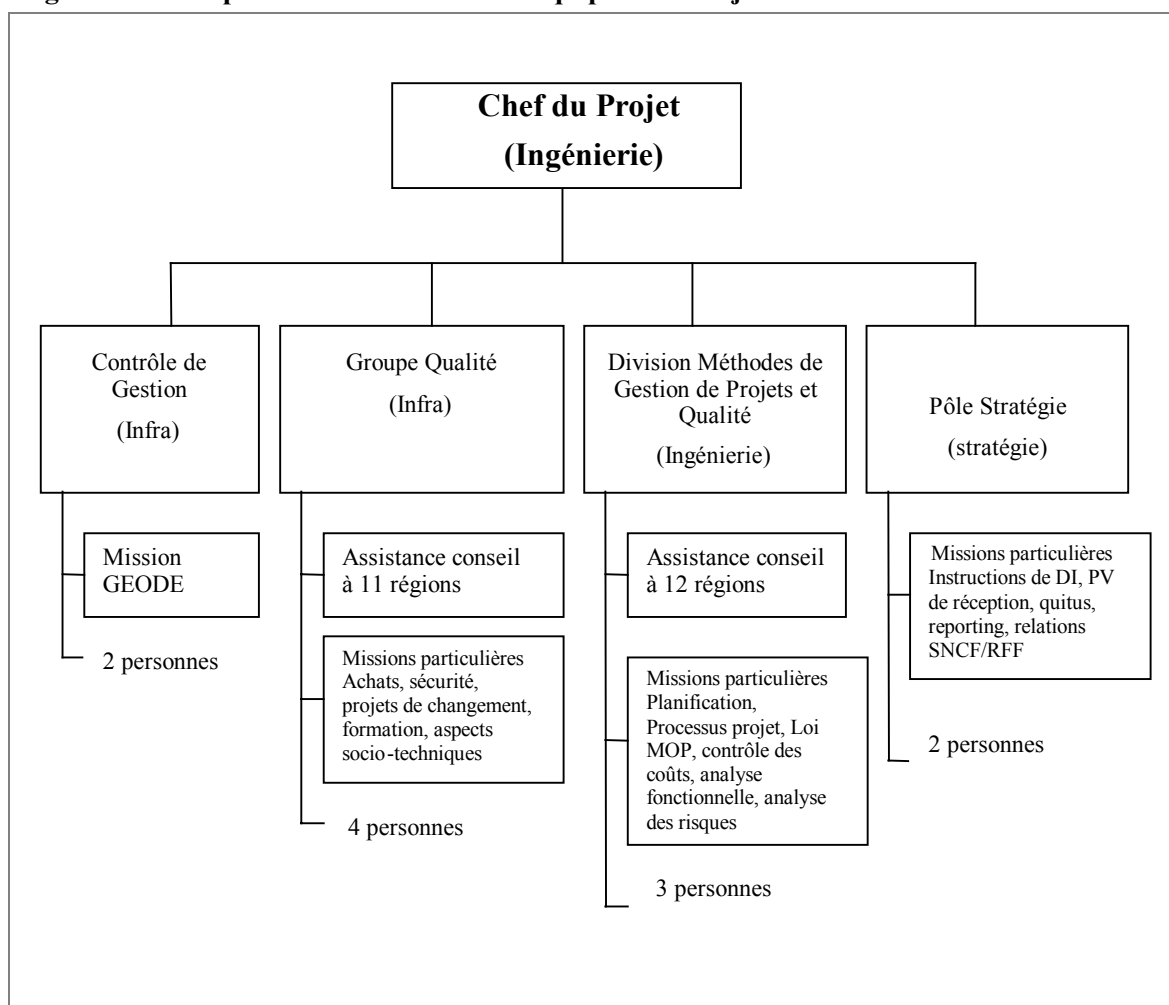 Chef du Projet
(Ingénierie)
Contrôle de
Gestion
(Infra)
Mission
GEODE
2 personnes
Groupe Qualité
(Infra)
Assistance conseil
à 11 régions
Missions particulières
Achats, sécurité,
projets de changement,
formation, aspects
socio-techniques
4 personnes
Division Méthodes de
Gestion de Projets et
Qualité
(Ingénierie)
Assistance conseil
à 12 régions
Missions particulières
Planification,
Processus projet, Loi
MOP, contrôle des
coûts, analyse
fonctionnelle, analyse
des risques
3 personnes
Pôle Stratégie
(stratégie)
Missions particulières
Instructions de DI, PV
de réception, quitus,
reporting, relations
SNCF/RFF
2 personnes